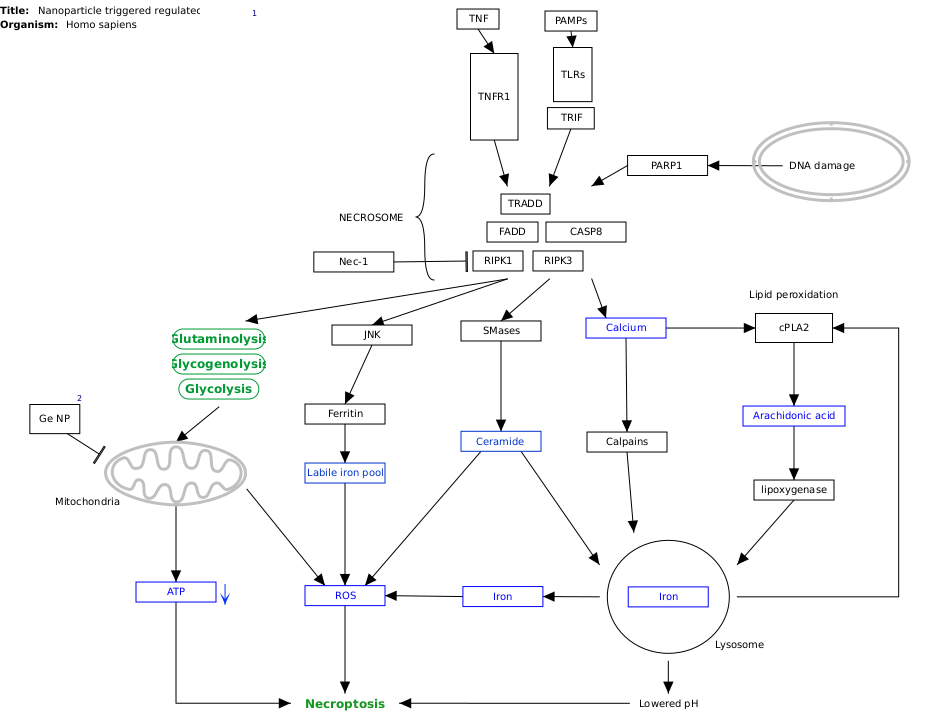 Title: Nanoparticle triggered regulated
1
Organism: Homo sapiens
TNF
PAMPs
TLRs
TNFR1
TRIF
PARP1
DNA damage
TRADD
NECROSOME
FADD
CASP8
Nec-1
RIPK1
RIPK3
Lipid peroxidation
Glutaminolysis
JNK
SMases
Calcium
cPLA2
Glycogenolysis
Glycolysis
2
Ge NP
Ferritin
Arachidonic acid
Ceramide
Calpains
Labile iron pool
Mitochondria
lipoxygenase
ATP
ROS
Iron
Iron
Lysosome
Necroptosis
Lowered pH